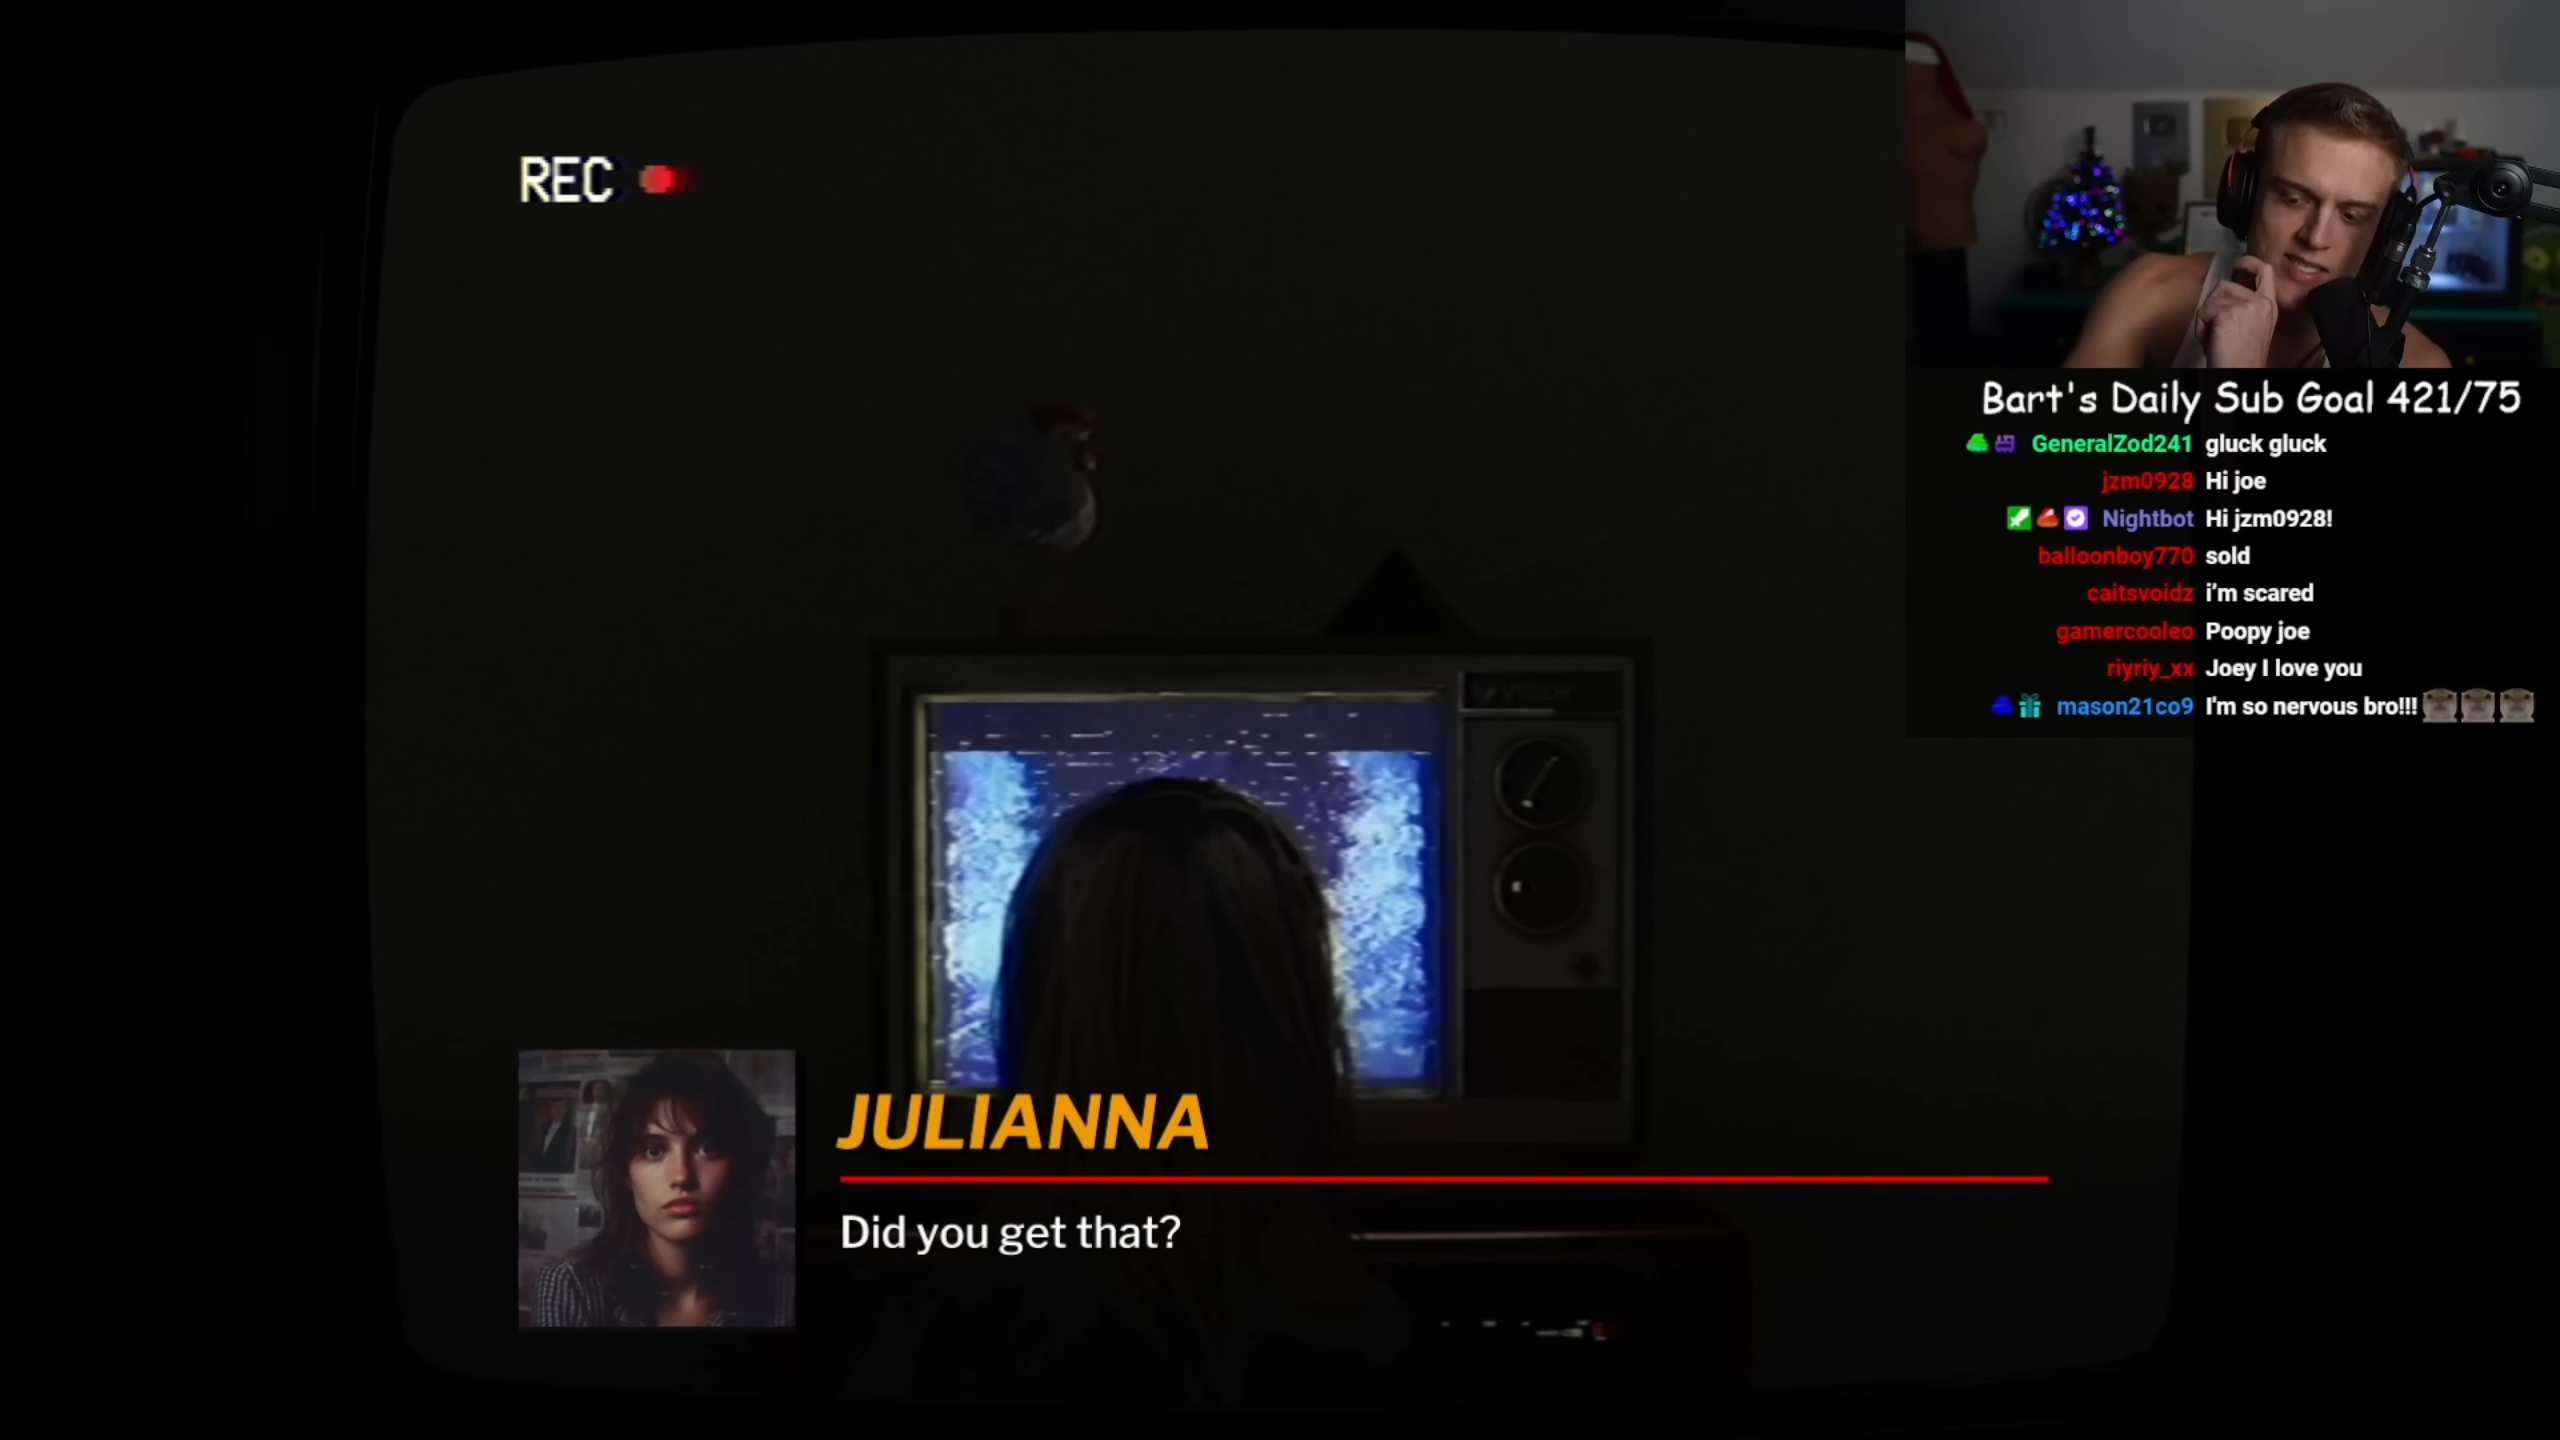 REC
Bart's Daily Sub Goal 421/75
GeneralZod241 gluck gluck
jzm0928 Hi joe
Nightbot Hi jzm0928!
balloonboy770 sold
caitsvoidz i'm scared
gamercooleo Poopy joe
riyriy_xx Joey I love you
mason21co9 I'm so nervous bro!!!
JULIANNA
Did you get that?